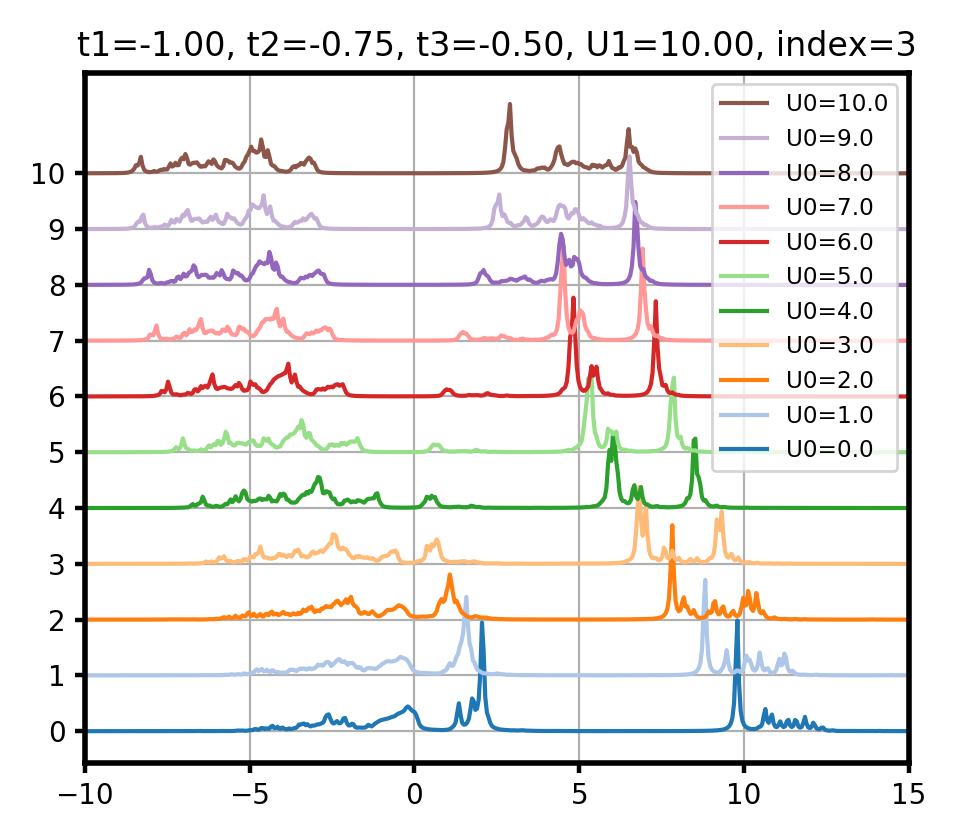 t1=-1.00, t2=-0.75, t3=-0.50, U1=10.00, index=3
U0=10.0
U0=9.0
U0=8.0
U0=7.0
U0=6.0
U0=5.0
U0=4.0
U0=3.0
U0=2.0
U0=1.0
U0=0.0
10
9
8
7
6
5
4
3
2
1
0
−10 −5 0 5 10 15